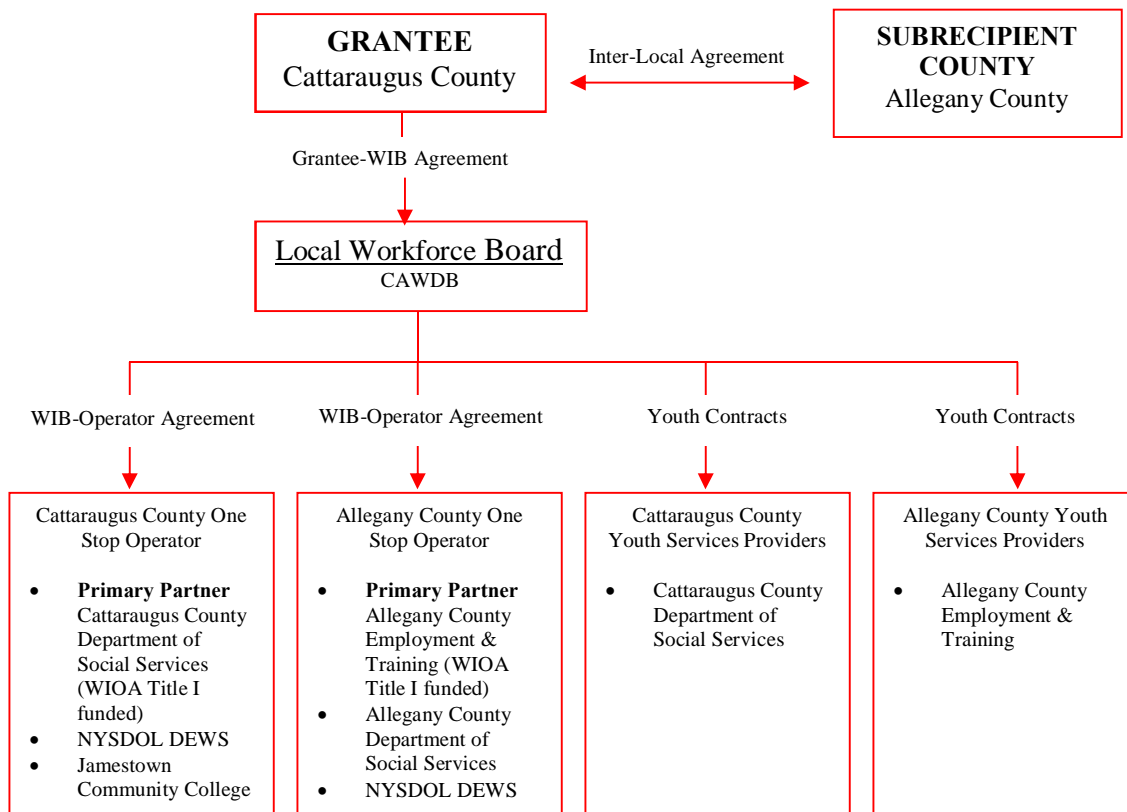 GRANTEE
Cattaraugus County
Inter-Local Agreement
SUBRECIPIENT
COUNTY
Allegany County
Grantee-WIB Agreement
Local Workforce Board
CAWDB
WIB-Operator Agreement
WIB-Operator Agreement
Youth Contracts
Youth Contracts
Cattaraugus County One
Stop Operator
• Primary Partner
Cattaraugus County
Department of
Social Services
(WIOA Title I
funded)
• NYSDOL DEWS
• Jamestown
Community College
Allegany County One
Stop Operator
• Primary Partner
Allegany County
Employment &
Training (WIOA
Title I funded)
• Allegany County
Department of
Social Services
• NYSDOL DEWS
Cattaraugus County
Youth Services Providers
• Cattaraugus County
Department of
Social Services
Allegany County Youth
Services Providers
• Allegany County
Employment &
Training